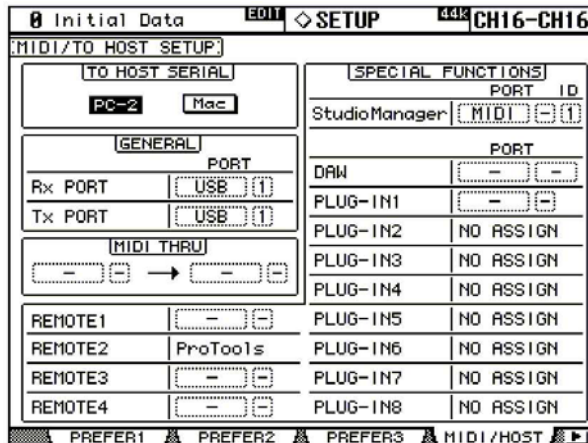 0 Initial Data EDIT ◇SETUP 44k CH16-CH16
MIDI/TO HOST SETUP
TO HOST SERIAL
PC-2 Mac
GENERAL
PORT
Rx PORT USB 1
Tx PORT USB 1
MIDI THRU
– – → – –
REMOTE1 – –
REMOTE2 ProTools
REMOTE3 – –
REMOTE4 – –
SPECIAL FUNCTIONS
PORT ID
StudioManager MIDI – 1
PORT
DAW – –
PLUG-IN1 – –
PLUG-IN2 NO ASSIGN
PLUG-IN3 NO ASSIGN
PLUG-IN4 NO ASSIGN
PLUG-IN5 NO ASSIGN
PLUG-IN6 NO ASSIGN
PLUG-IN7 NO ASSIGN
PLUG-IN8 NO ASSIGN
PREFER1 PREFER2 PREFER3 MIDI/HOST